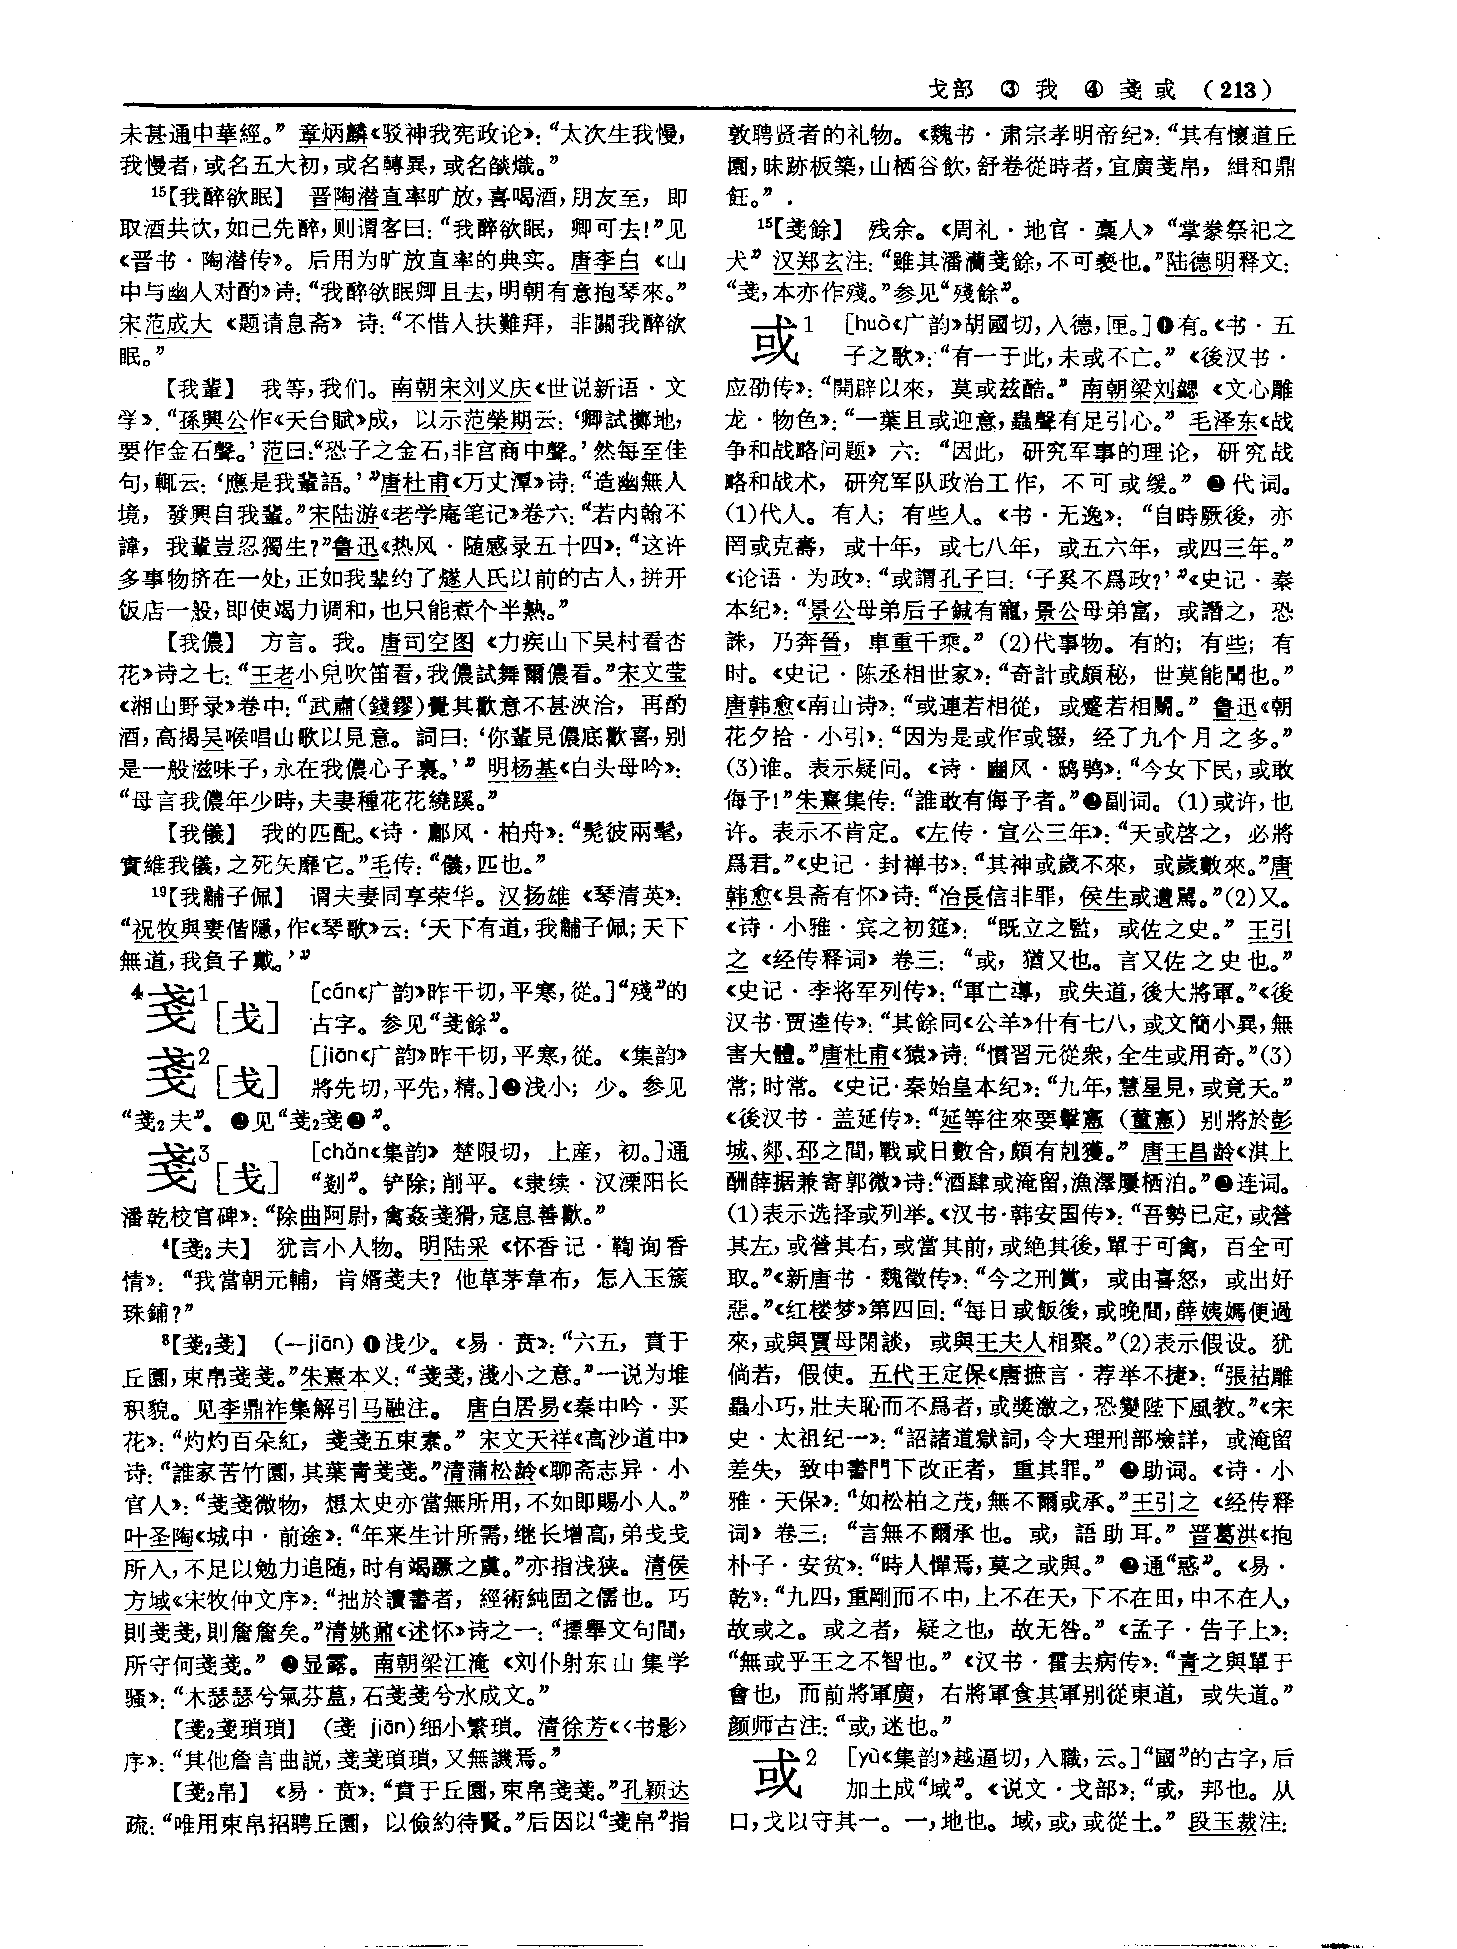 戈部 ③我 ④戔或 （213）
未甚通中華經。”章炳麟《驳神我宪政论》：“太次生我慢，
我慢者，或名五大初，或名轉異，或名燄熾。”
15【我醉欲眠】 晋陶潜直率旷放，喜喝酒，朋友至，即
取酒共饮，如己先醉，则谓客曰：“我醉欲眠，卿可去！”见
《晋书·陶潜传》。后用为旷放直率的典实。唐李白《山
中与幽人对酌》诗：“我醉欲眠卿且去，明朝有意抱琴來。”
宋范成大《题请息斋》诗：“不惜人扶難拜，非關我醉欲
眠。”
【我輩】 我等，我们。南朝宋刘义庆《世说新语·文
学》：“孫興公作《天台賦》成，以示范榮期云：‘卿試擲地，
要作金石聲。’范曰：“恐子之金石，非宫商中聲。’然每至佳
句，輒云：‘應是我輩語。’”唐杜甫《万丈潭》诗：“造幽無人
境，發興自我輩。”宋陆游《老学庵笔记》卷六：“若内翰不
諱，我輩豈忍獨生？”鲁迅《热风·随感录五十四》：“这许
多事物挤在一处，正如我辈约了燧人氏以前的古人，拼开
饭店一般，即使竭力调和，也只能煮个半熟。”
【我儂】 方言。我。唐司空图《力疾山下吴村看杏
花》诗之七：“王老小兒吹笛看，我儂試舞爾儂看。”宋文莹
《湘山野录》卷中：“武肅（錢鏐）覺其歡意不甚浹洽，再酌
酒，高揭吴喉唱山歌以見意。詞曰：‘你輩見儂底歡喜，别
是一般滋味子，永在我儂心子裏。’” 明杨基《白头母吟》：
“母言我儂年少時，夫妻種花花繞蹊。”
【我儀】 我的匹配。《诗·鄘风·柏舟》：“髧彼兩髦，
實維我儀，之死矢靡它。”毛传：“儀，匹也。”
19【我黼子佩】 谓夫妻同享荣华。汉扬雄《琴清英》：
“祝牧與妻偕隱，作《琴歌》云：‘天下有道，我黼子佩；天下
無道，我負子戴。’”
4戔1［戋］ ［cán《广韵》昨干切，平寒，從。］“殘”的
古字。参见“戔餘”。
戔2［戋］ ［jiān《广韵》昨干切，平寒，從。《集韵》
將先切，平先，精。］❶浅小；少。参见
“戔2夫”。❷见“戔2戔❷”。
戔3［戋］ ［chǎn《集韵》楚限切，上産，初。］通
“剗”。铲除；削平。《隶续·汉溧阳长
潘乾校官碑》：“除曲阿尉，禽姦戔猾，寇息善歡。”
4【戔2夫】 犹言小人物。明陆采《怀香记·鞫询香
情》：“我當朝元輔，肯婿戔夫？他草茅韋布，怎入玉簇
珠鋪？”
8【戔2戔】 （—jiān）❶浅少。《易·贲》：“六五，賁于
丘園，束帛戔戔。”朱熹本义：“戔戔，淺小之意。”一说为堆
积貌。见李鼎祚集解引马融注。 唐白居易《秦中吟·买
花》：“灼灼百朵紅，戔戔五束素。”宋文天祥《高沙道中》
诗：“誰家苦竹園，其葉青戔戔。”清蒲松龄《聊斋志异·小
官人》：“戔戔微物，想太史亦當無所用，不如即賜小人。”
叶圣陶《城中·前途》：“年来生计所需，继长增高，弟戋戋
所入，不足以勉力追随，时有竭蹶之虞。”亦指浅狭。清侯
方域《宋牧仲文序》：“拙於讀書者，經術純固之儒也。巧
則戔戔，則詹詹矣。”清姚鼐《述怀》诗之一：“摽舉文句間，
所守何戔戔。” ❷显露。南朝梁江淹《刘仆射东山集学
骚》：“木瑟瑟兮氣芬蒀，石戔戔兮水成文。”
【戔2戔瑣瑣】 （戔 jiān）细小繁琐。清徐芳《〈书影〉
序》：“其他詹言曲説，戔戔瑣瑣，又無譏焉。”
【戔2帛】 《易·贲》：“賁于丘園，束帛戔戔。”孔颖达
疏：“唯用束帛招聘丘園，以儉約待賢。”后因以“戔帛”指
敦聘贤者的礼物。《魏书·肃宗孝明帝纪》：“其有懷道丘
園，昧跡板築，山栖谷飲，舒卷從時者，宜廣戔帛，緝和鼎
飪。”
15【戔餘】 残余。《周礼·地官·槀人》“掌豢祭祀之
犬” 汉郑玄注：“雖其潘灡戔餘，不可褻也。”陆德明释文：
“戔，本亦作殘。”参见“殘餘”。
或1 ［huò《广韵》胡國切，入德，匣。］❶有。《书·五
子之歌》：“有一于此，未或不亡。”《後汉书·
应劭传》：“開辟以來，莫或兹酷。” 南朝梁刘勰《文心雕
龙·物色》：“一葉且或迎意，蟲聲有足引心。” 毛泽东《战
争和战略问题》六：“因此，研究军事的理论，研究战
略和战术，研究军队政治工作，不可或缓。” ❷代词。
(1)代人。有人；有些人。《书·无逸》：“自時厥後，亦
罔或克壽，或十年，或七八年，或五六年，或四三年。”
《论语·为政》：“或謂孔子曰：‘子奚不爲政？’”《史记·秦
本纪》：“景公母弟后子鍼有寵，景公母弟富，或譖之，恐
誅，乃奔晉，車重千乘。” (2)代事物。有的；有些；有
时。《史记·陈丞相世家》：“奇計或頗秘，世莫能聞也。”
唐韩愈《南山诗》：“或連若相從，或蹙若相鬭。” 鲁迅《朝
花夕拾·小引》：“因为是或作或辍，经了九个月之多。”
(3)谁。表示疑问。《诗·豳风·鸱鸮》：“今女下民，或敢
侮予！”朱熹集传：“誰敢有侮予者。”❸副词。(1)或许，也
许。表示不肯定。《左传·宣公三年》：“天或啓之，必將
爲君。”《史记·封禅书》：“其神或歲不來，或歲數來。”唐
韩愈《县斋有怀》诗：“冶長信非罪，侯生或遭駡。”(2)又。
《诗·小雅·宾之初筵》：“既立之監，或佐之史。” 王引
之《经传释词》卷三：“或，猶又也。言又佐之史也。”
《史记·李将军列传》：“軍亡導，或失道，後大將軍。”《後
汉书·贾逵传》：“其餘同《公羊》什有七八，或文簡小異，無
害大體。”唐杜甫《猿》诗：“慣習元從衆，全生或用奇。”(3)
常；时常。《史记·秦始皇本纪》：“九年，慧星見，或竟天。”
《後汉书·盖延传》：“延等往來要擊憲（董憲）别將於彭
城、郯、邳之間，戰或日數合，頗有剋獲。” 唐王昌龄《淇上
酬薛据兼寄郭微》诗：“酒肆或淹留，漁澤屢栖泊。”❹连词。
(1)表示选择或列举。《汉书·韩安国传》：“吾勢已定，或營
其左，或營其右，或當其前，或絶其後，單于可禽，百全可
取。”《新唐书·魏徵传》：“今之刑賞，或由喜怒，或出好
惡。”《红楼梦》第四回：“每日或飯後，或晚間，薛姨媽便過
來，或與賈母閑談，或與王夫人相聚。”(2)表示假设。犹
倘若，假使。五代王定保《唐摭言·荐举不捷》：“張祜雕
蟲小巧，壯夫恥而不爲者，或獎激之，恐變陛下風教。”《宋
史·太祖纪一》：“詔諸道獄詞，令大理刑部檢詳，或淹留
差失，致中書門下改正者，重其罪。” ❺助词。《诗·小
雅·天保》：“如松柏之茂，無不爾或承。”王引之《经传释
词》卷三：“言無不爾承也。或，語助耳。” 晋葛洪《抱
朴子·安贫》：“時人憚焉，莫之或與。” ❻通“惑”。《易·
乾》：“九四，重剛而不中，上不在天，下不在田，中不在人，
故或之。或之者，疑之也，故无咎。”《孟子·告子上》：
“無或乎王之不智也。”《汉书·霍去病传》：“青之與單于
會也，而前將軍廣，右將軍食其軍别從東道，或失道。”
颜师古注：“或，迷也。”
或2 ［yù《集韵》越逼切，入職，云。］“國”的古字，后
加土成“域”。《说文·戈部》：“或，邦也。从
口，戈以守其一。一，地也。域，或，或從土。” 段玉裁注：